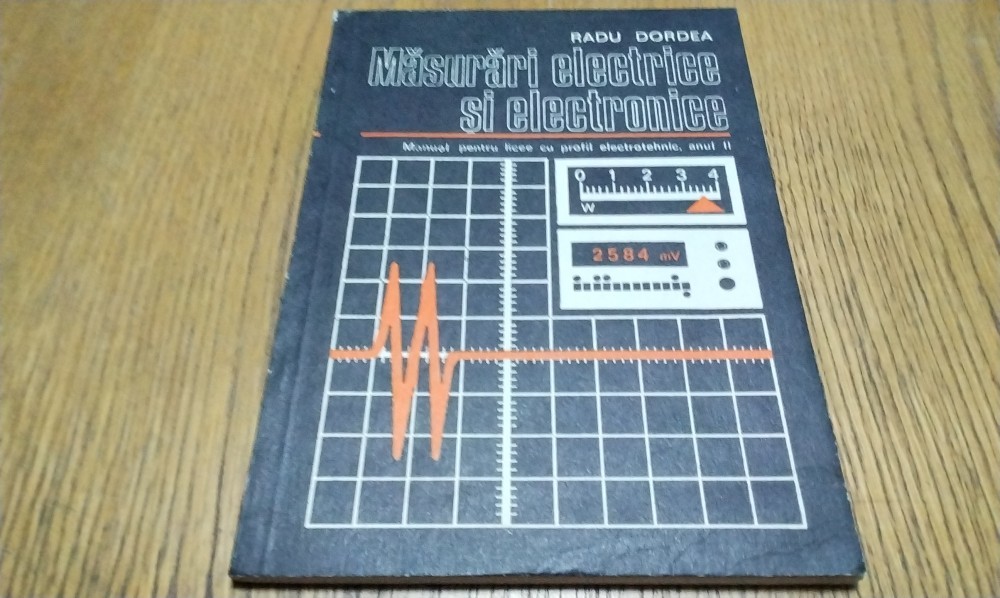 RADU DORDEA
Măsurări electrice
și electronice
Manual pentru licee cu profil electrotehnic, anul II
0 1 2 3 4
W
2584 mV